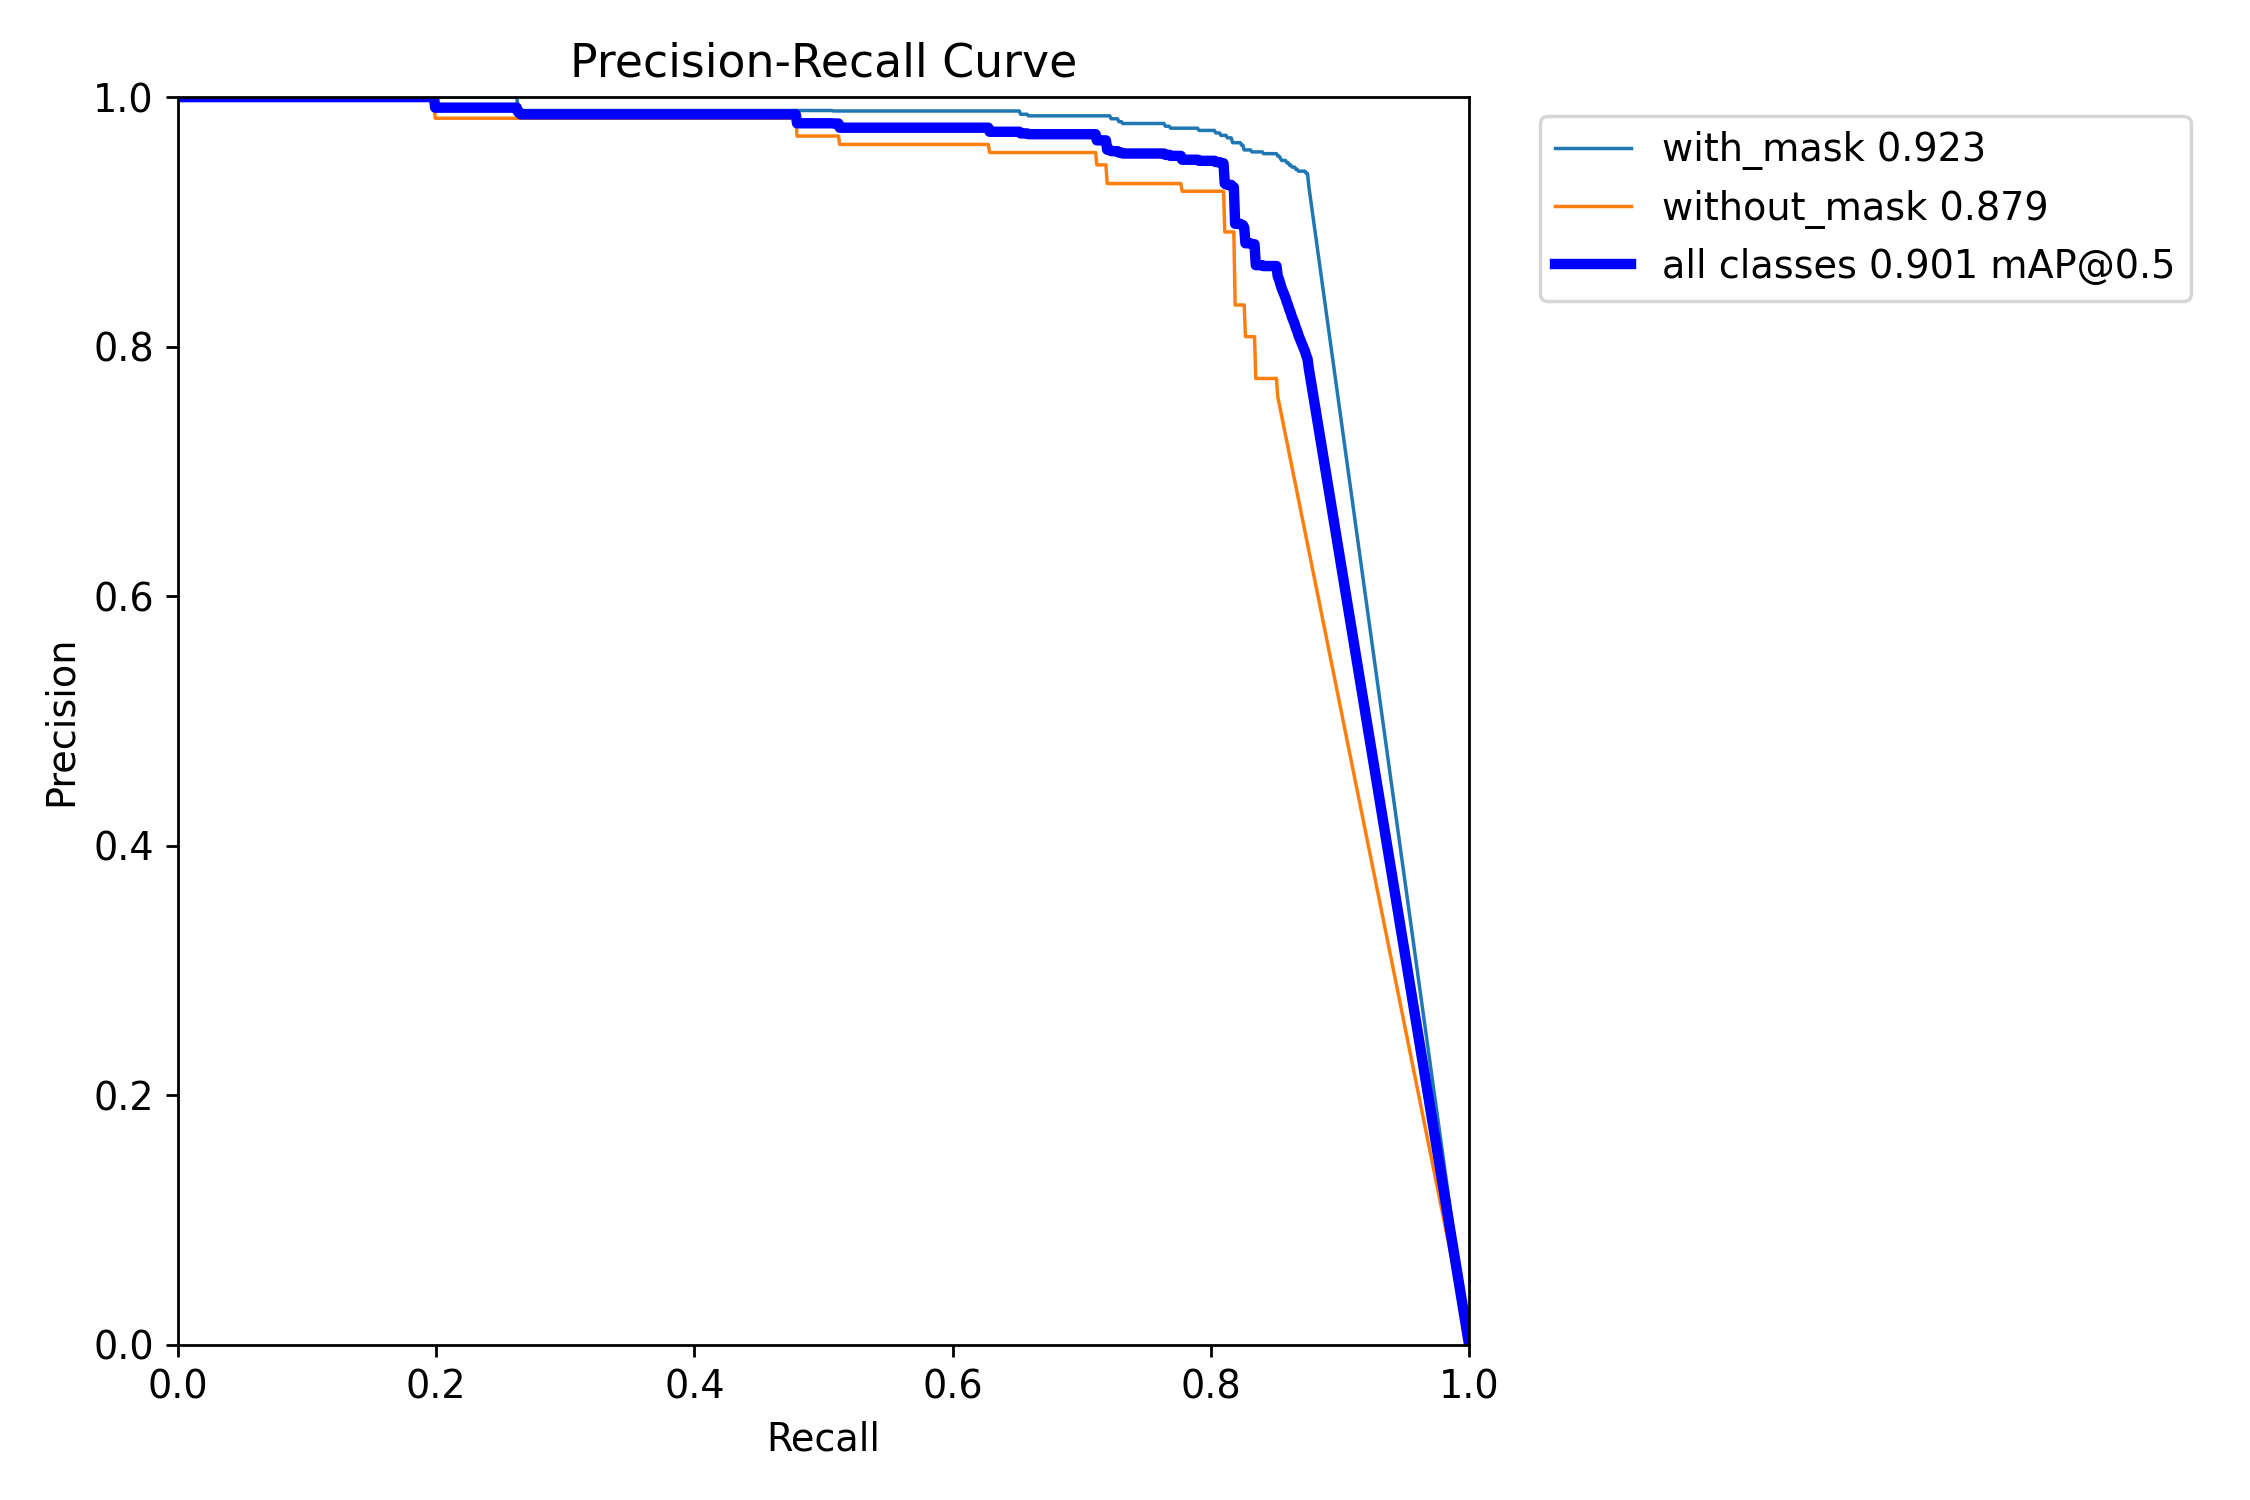 Precision-Recall Curve
1.0
0.8
0.6
0.4
0.2
0.0
Precision
0.0 0.2 0.4 0.6 0.8 1.0
Recall
with_mask 0.923
without_mask 0.879
all classes 0.901 mAP@0.5